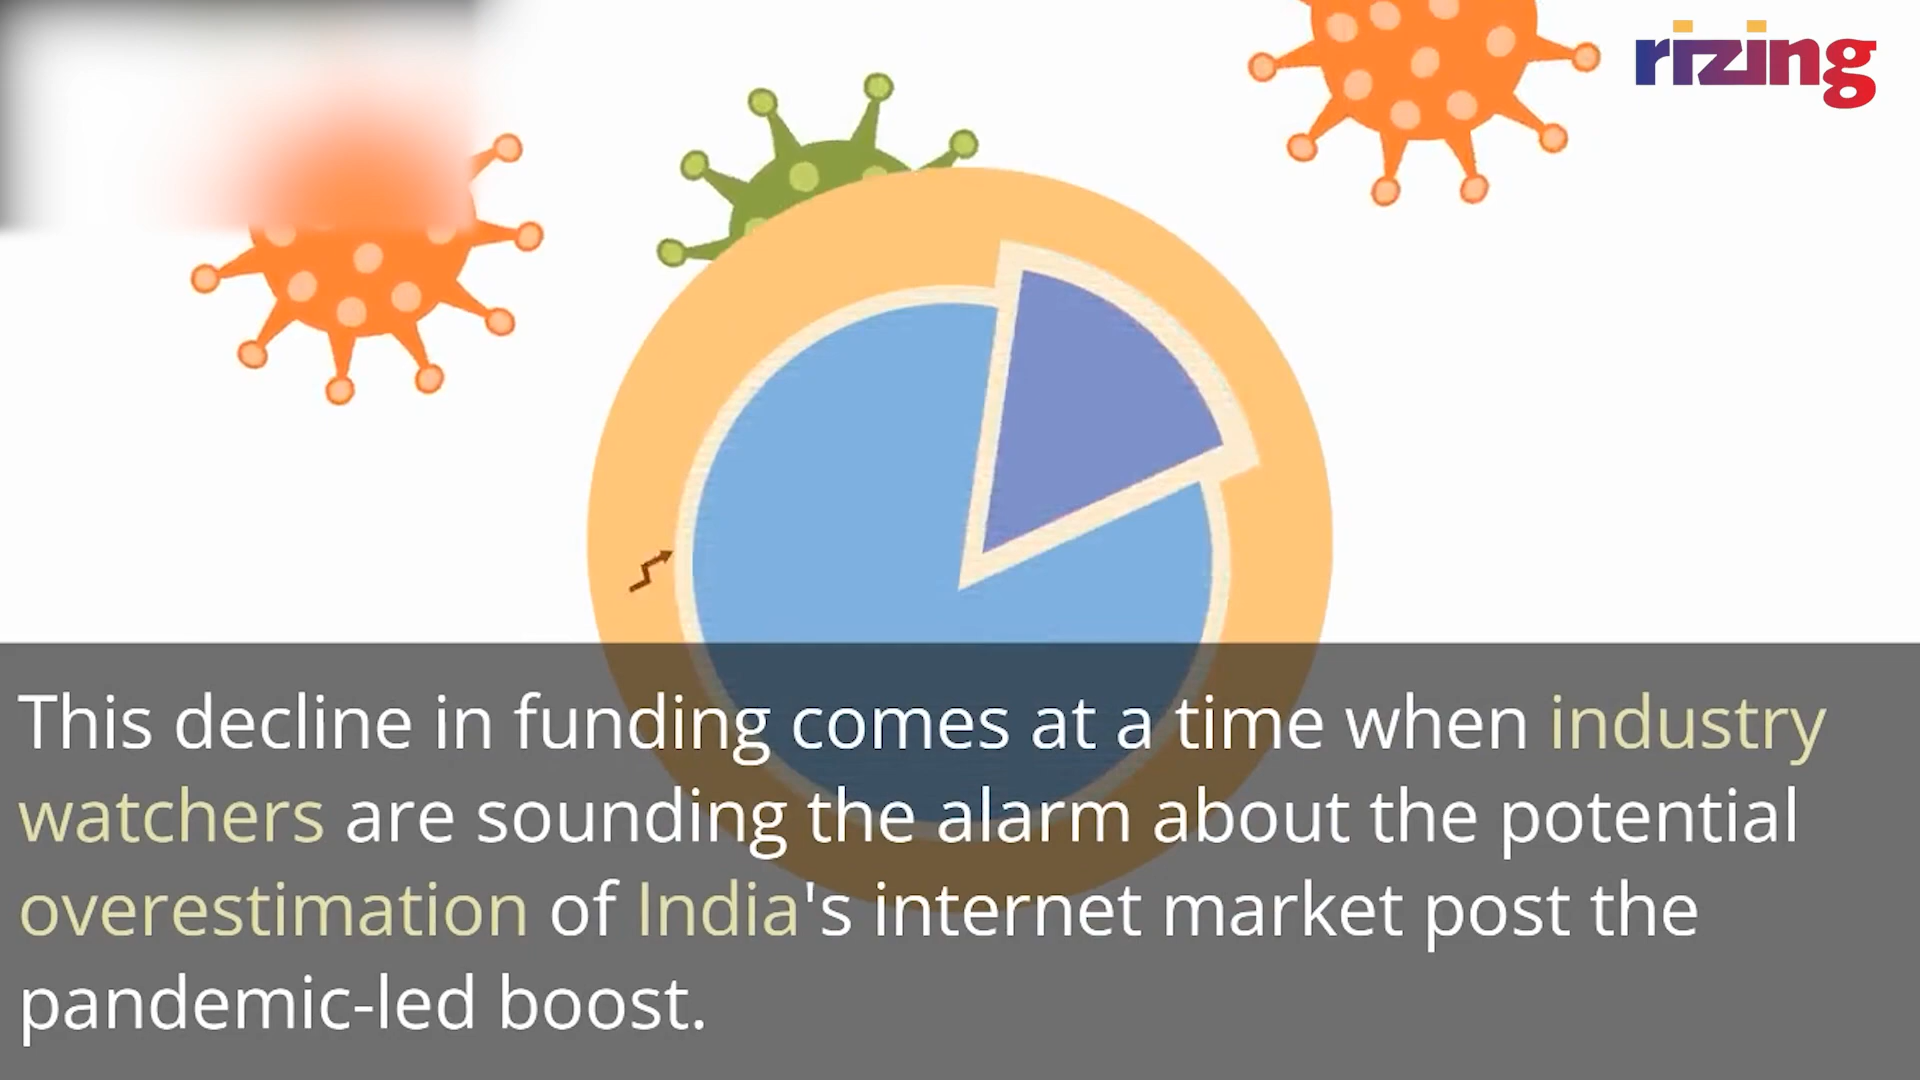 rizing
This decline in funding comes at a time when industry
watchers are sounding the alarm about the potential
overestimation of India's internet market post the
pandemic-led boost.